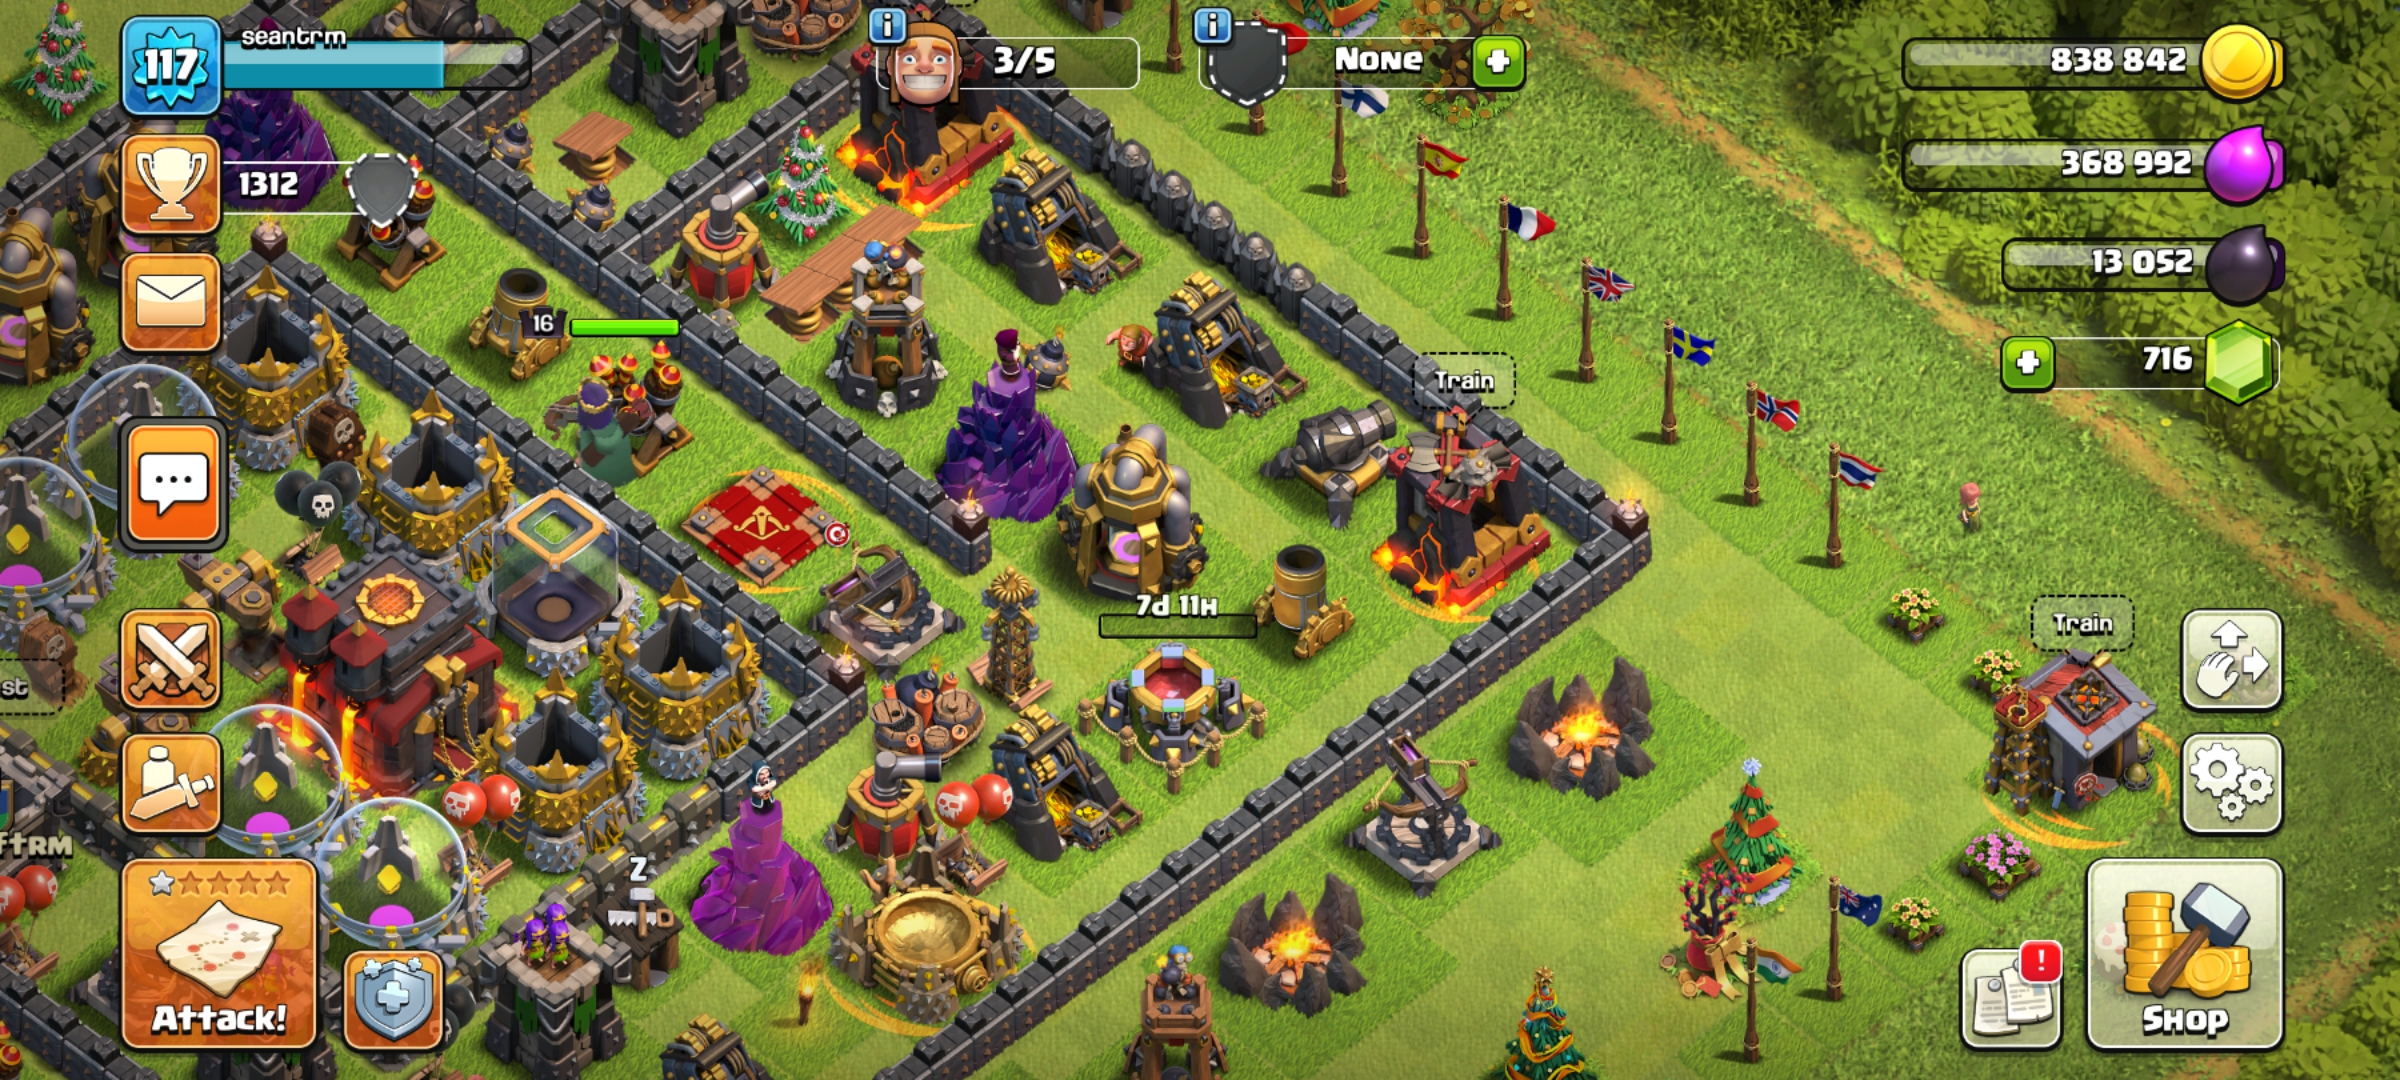 117
seantrm
3/5
None
838 842
1312
368 992
13 052
16
716
Train
7d 11H
Train
st
Z
Attack!
Shop